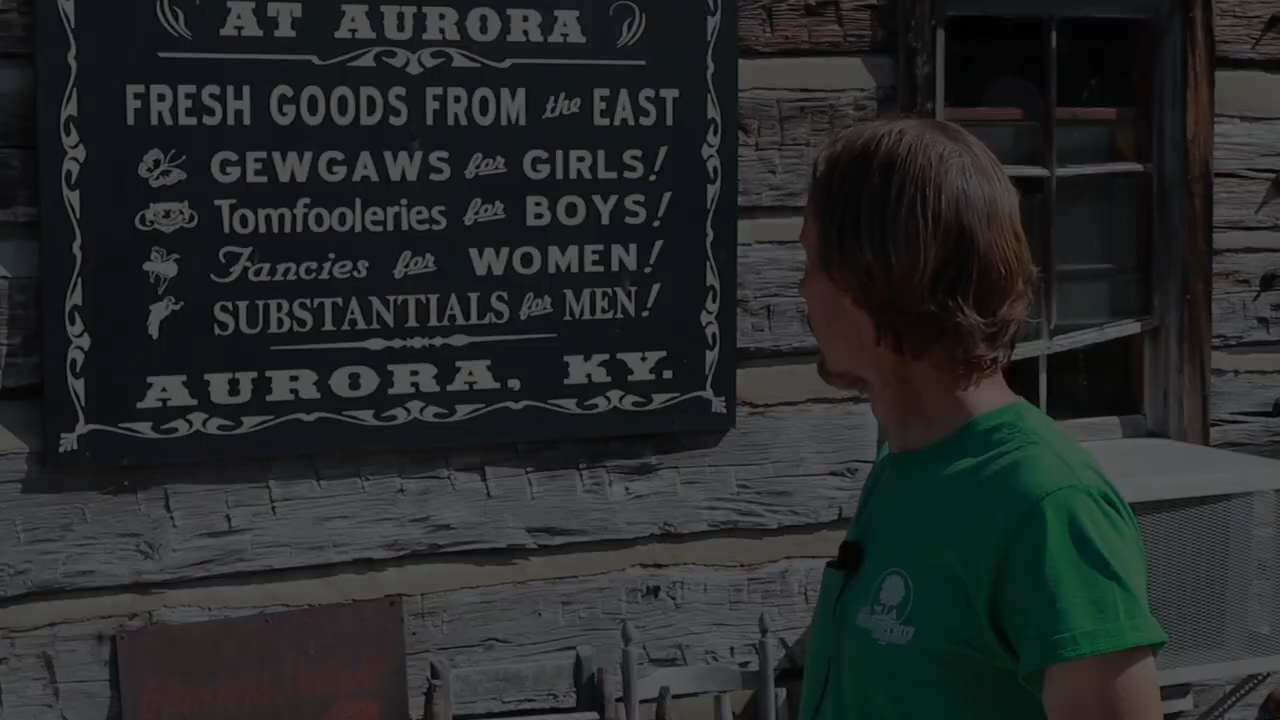 AT AURORA
FRESH GOODS FROM the EAST
GEWGAWS for GIRLS!
Tomfooleries for BOYS!
Fancies for WOMEN!
SUBSTANTIALS for MEN!
AURORA, KY.